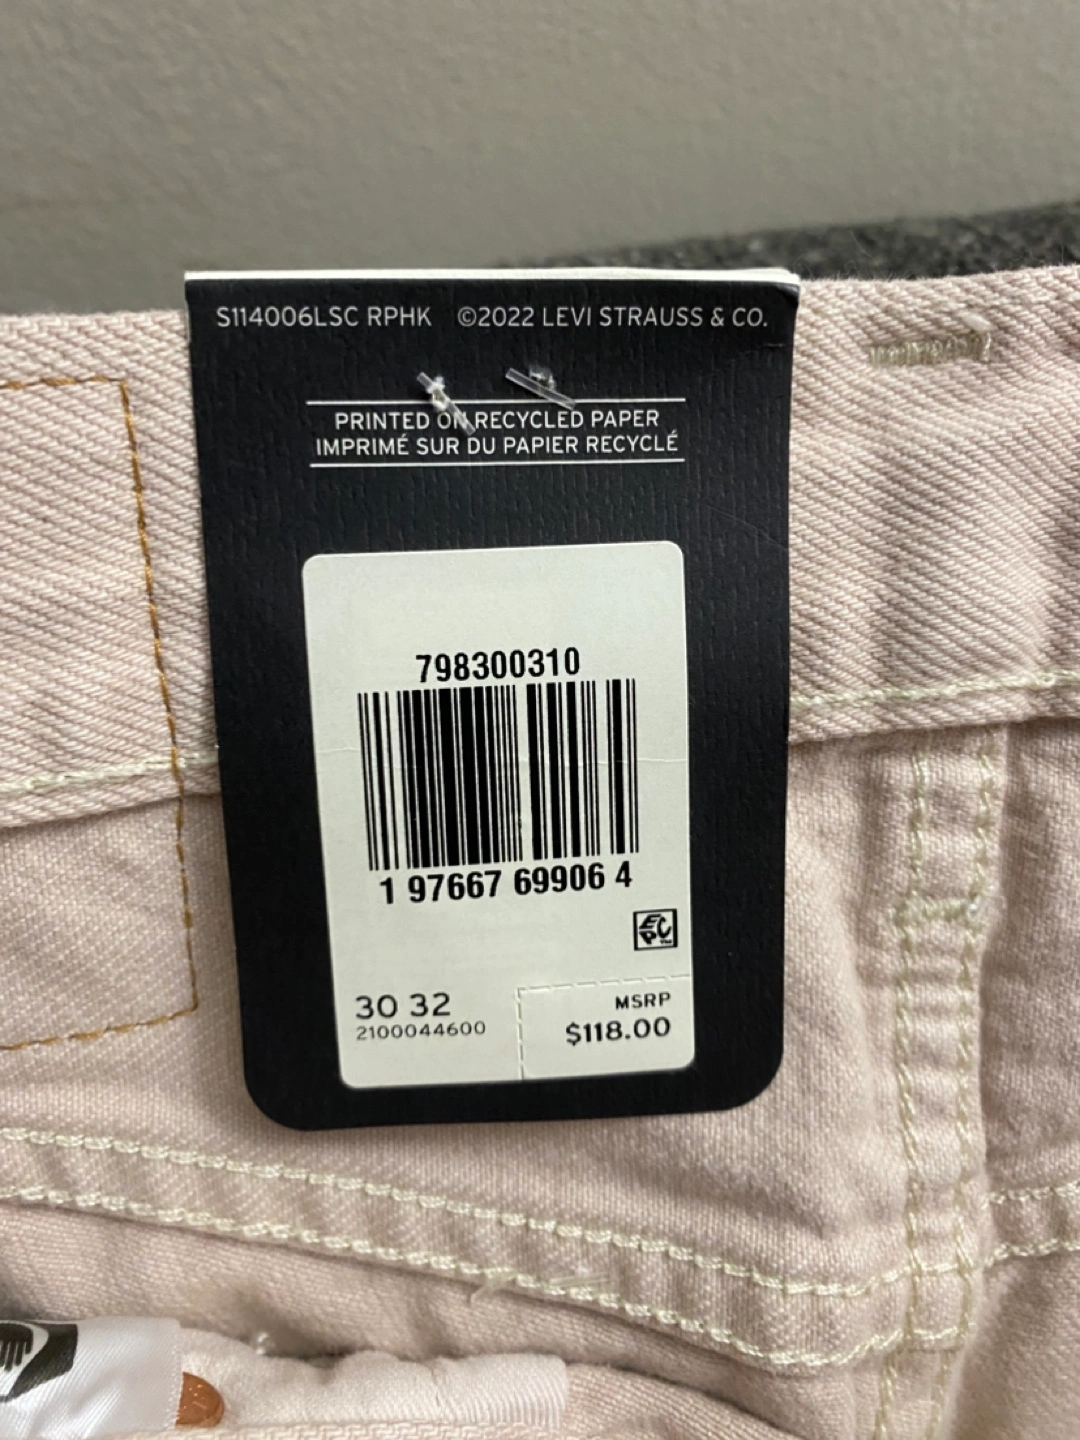 S114006LSC RPHK ©2022 LEVI STRAUSS & CO.
PRINTED ON RECYCLED PAPER
IMPRIMÉ SUR DU PAPIER RECYCLÉ
798300310
1 97667 69906 4
EPC™
30 32
2100044600
MSRP
$118.00